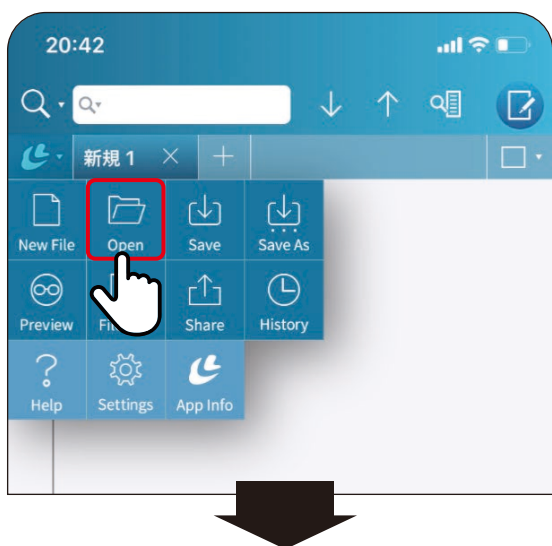 20:42
新規 1
New File Open Save Save As
Preview Share History
Help Settings App Info